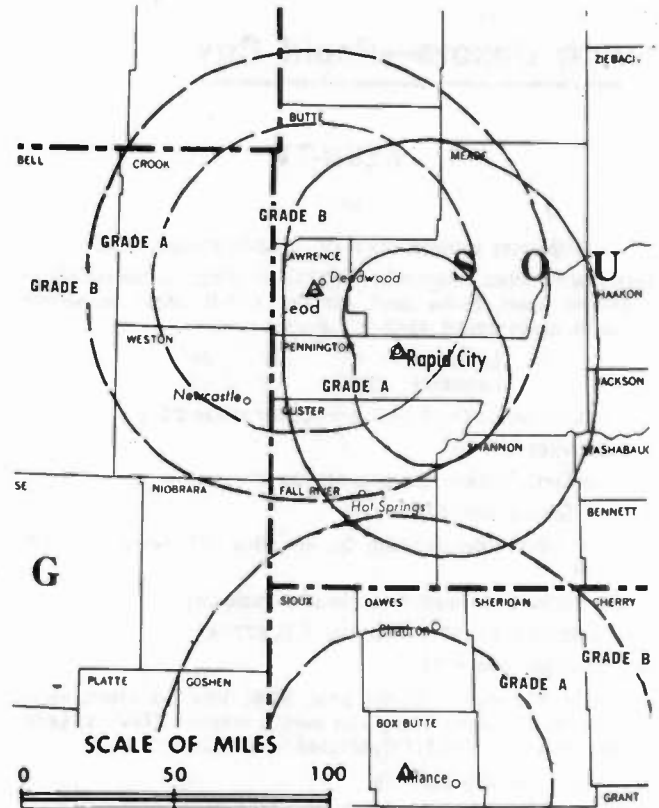 ZIEBACH
BUTTE
BELL
CROOK
MEADE
GRADE B
GRADE A
LAWRENCE
S O U
GRADE B
Deadwood
HAAKON
Lead
WESTON
PENNINGTON
Rapid City
GRADE A
JACKSON
Newcastle
CUSTER
SHANNON
WASHABAUGH
SE
NIOBRARA
FALL RIVER
Hot Springs
BENNETT
G
SIOUX
DAWES
SHERIDAN
CHERRY
Chadron
GRADE B
PLATTE
GOSHEN
GRADE A
BOX BUTTE
SCALE OF MILES
0 50 100
Alliance
GRANT